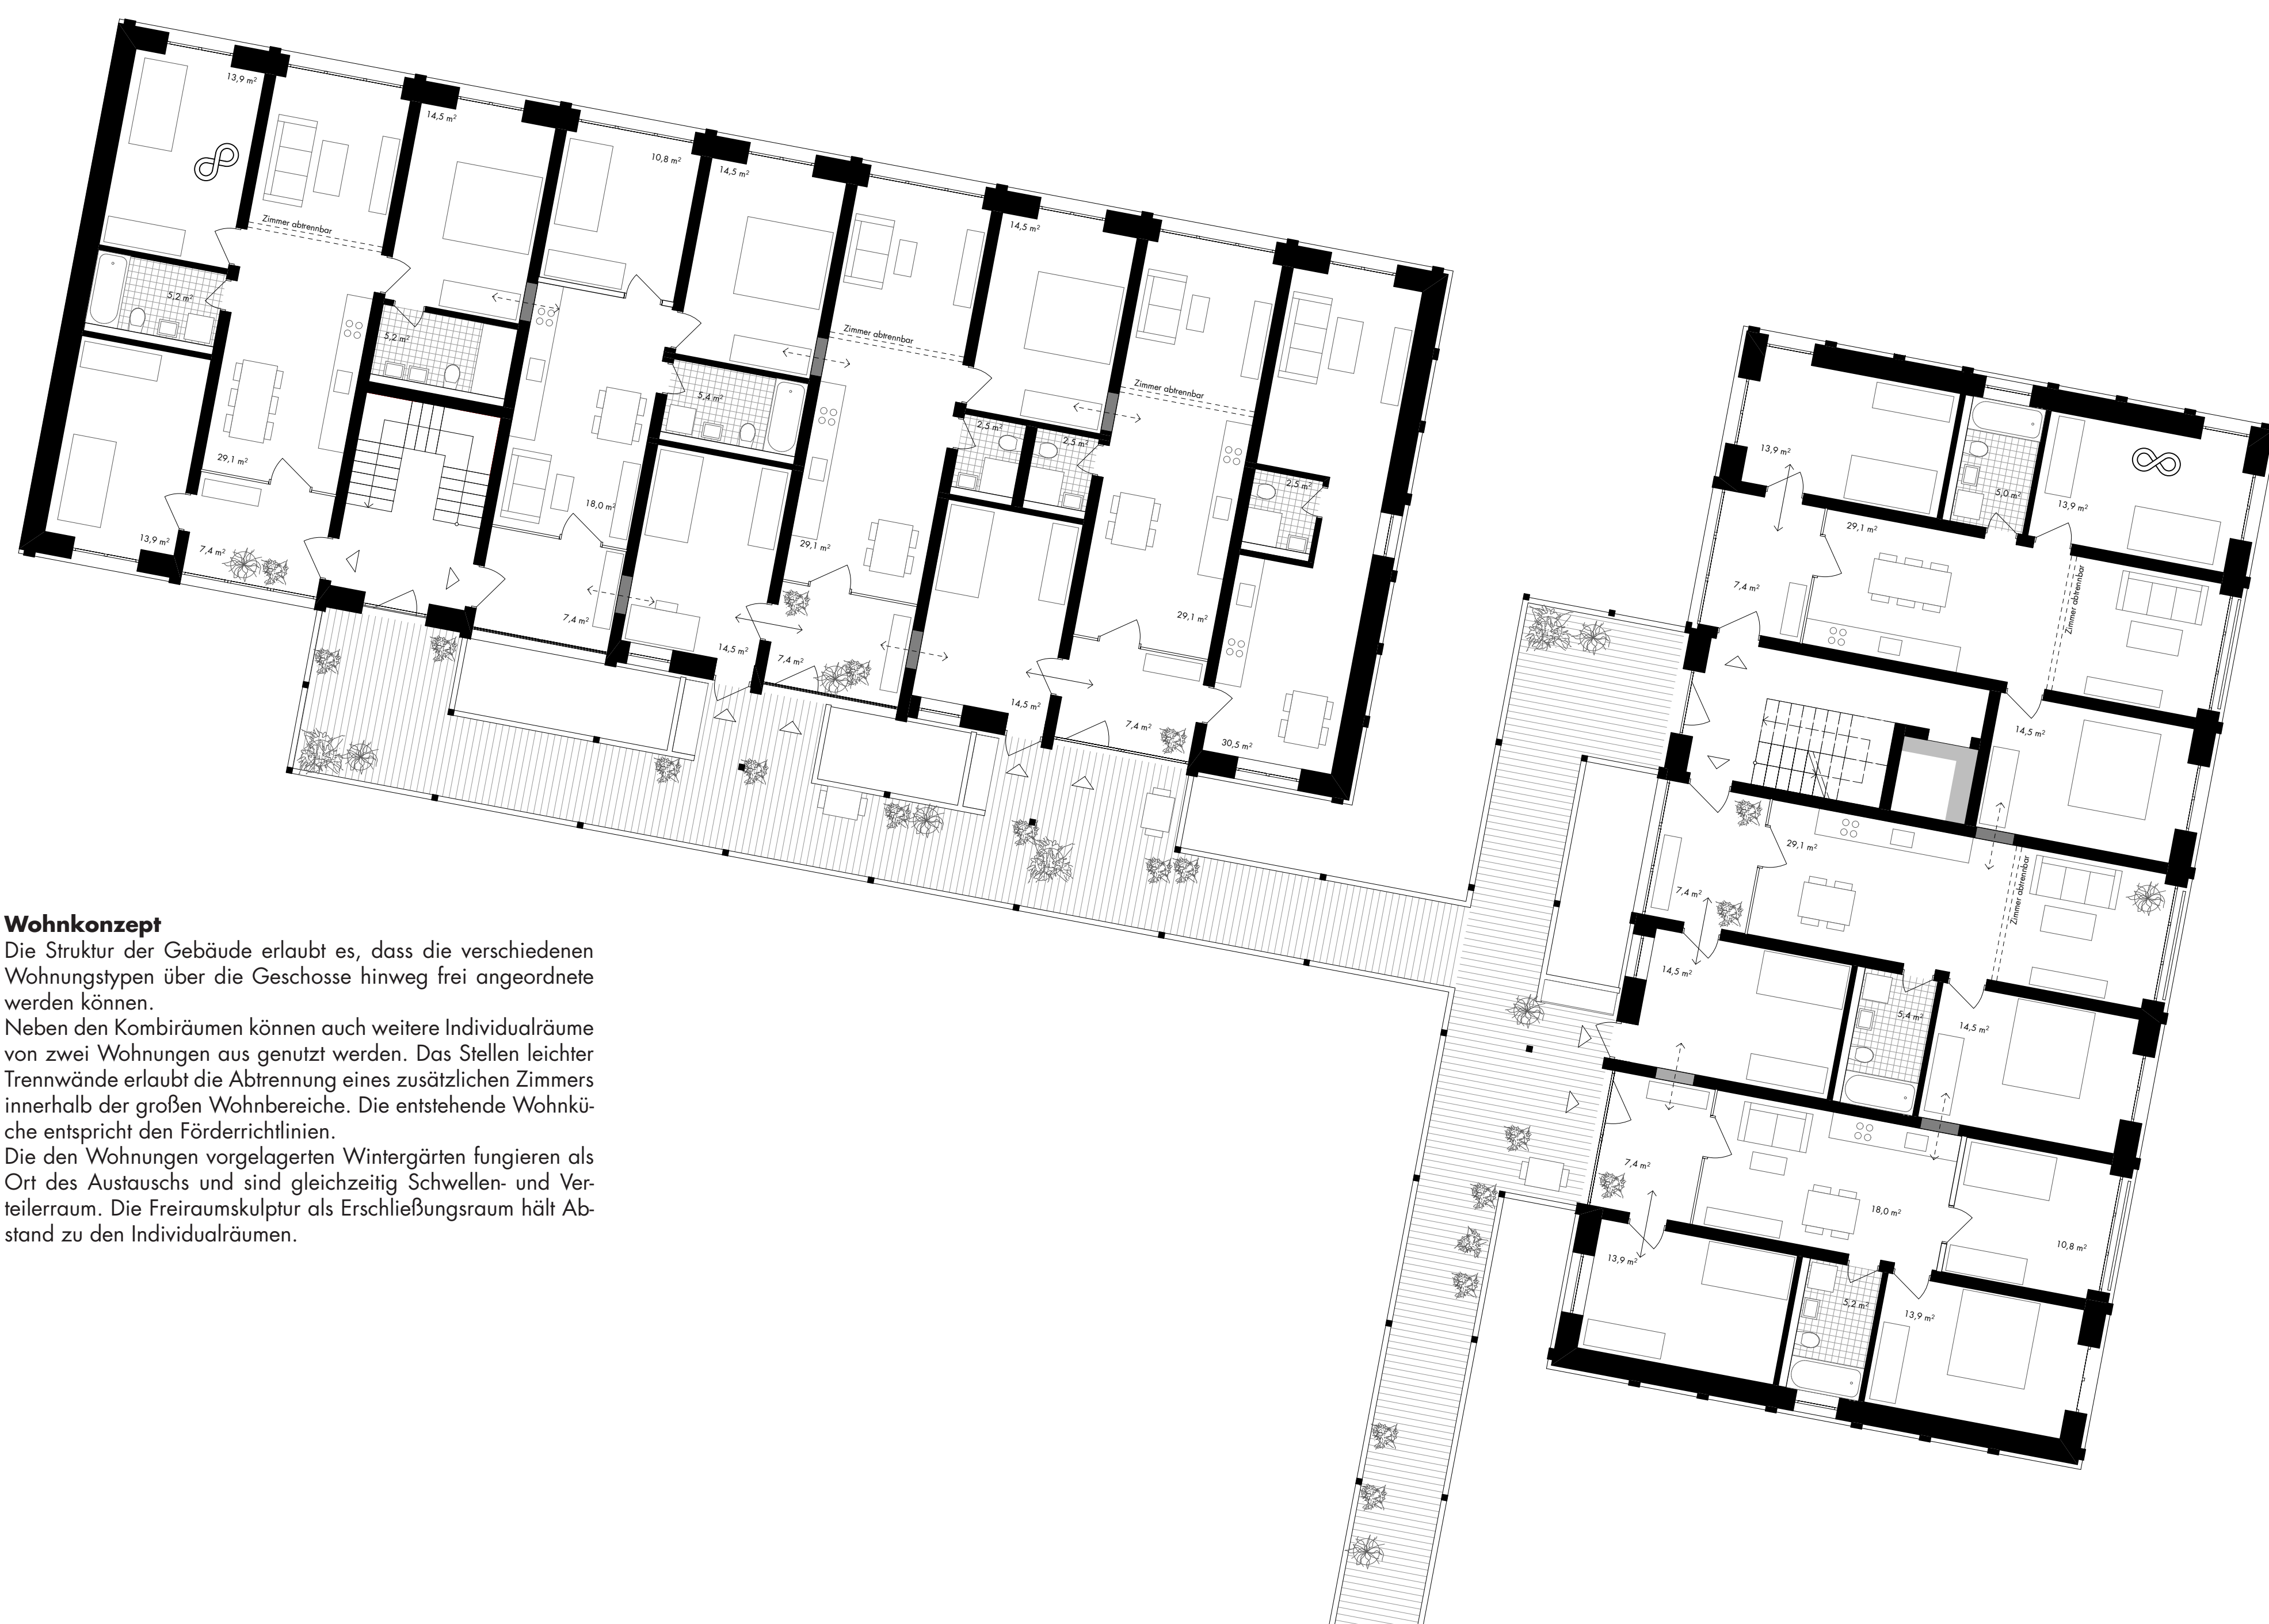 13,9 m²
14,5 m²
10,8 m²
14,5 m²
14,5 m²
Zimmer abtrennbar
Zimmer abtrennbar
Zimmer abtrennbar
5,2 m²
5,2 m²
5,4 m²
2,5 m²
2,5 m²
2,5 m²
29,1 m²
18,0 m²
29,1 m²
29,1 m²
13,9 m²
7,4 m²
7,4 m²
14,5 m²
7,4 m²
14,5 m²
7,4 m²
30,5 m²
13,9 m²
5,0 m²
13,9 m²
29,1 m²
7,4 m²
Zimmer abtrennbar
14,5 m²
29,1 m²
7,4 m²
Zimmer abtrennbar
14,5 m²
5,4 m²
14,5 m²
7,4 m²
18,0 m²
10,8 m²
13,9 m²
5,2 m²
13,9 m²
Wohnkonzept
Die Struktur der Gebäude erlaubt es, dass die verschiedenen
Wohnungstypen über die Geschosse hinweg frei angeordnete
werden können.
Neben den Kombiräumen können auch weitere Individualräume
von zwei Wohnungen aus genutzt werden. Das Stellen leichter
Trennwände erlaubt die Abtrennung eines zusätzlichen Zimmers
innerhalb der großen Wohnbereiche. Die entstehende Wohnkü-
che entspricht den Förderrichtlinien.
Die den Wohnungen vorgelagerten Wintergärten fungieren als
Ort des Austauschs und sind gleichzeitig Schwellen- und Ver-
teilerraum. Die Freiraumskulptur als Erschließungsraum hält Ab-
stand zu den Individualräumen.